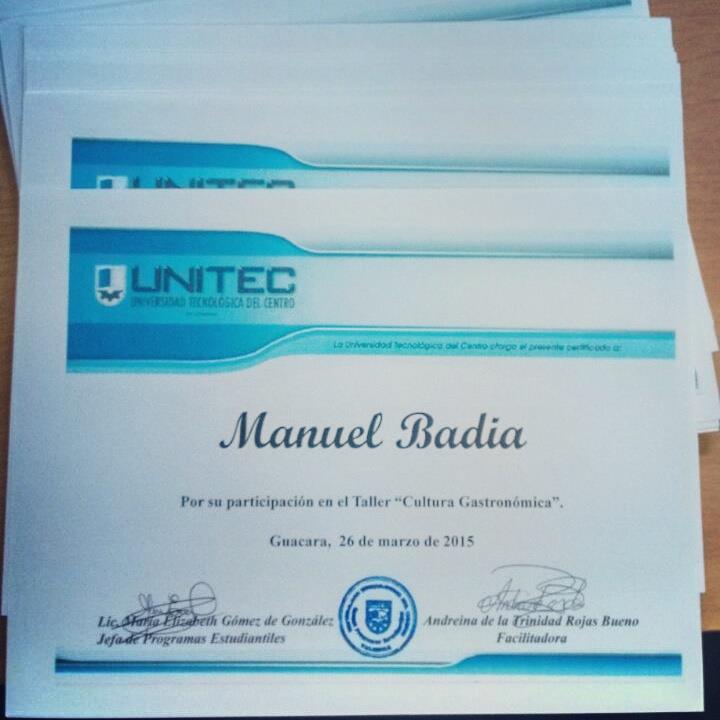 UNITEC
UNITEC
UNIVERSIDAD TECNOLÓGICA DEL CENTRO
La Universidad Tecnológica del Centro otorga el presente certificado a:
Manuel Badia
Por su participación en el Taller “Cultura Gastronómica”.
Guacara, 26 de marzo de 2015
Lic. María Elizabeth Gómez de González
Jefa de Programas Estudiantiles
Andreina de la Trinidad Rojas Bueno
Facilitadora